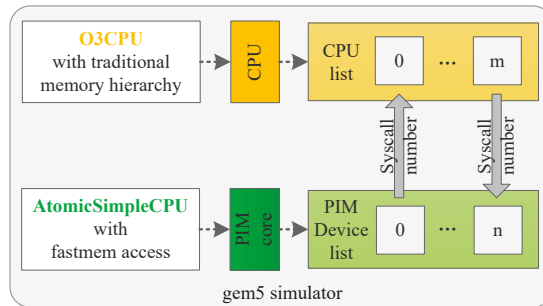 O3CPU
with traditional
memory hierarchy
CPU
CPU
list
0
...
m
Syscall
number
Syscall
number
AtomicSimpleCPU
with
fastmem access
PIM
core
PIM
Device
list
0
...
n
gem5 simulator